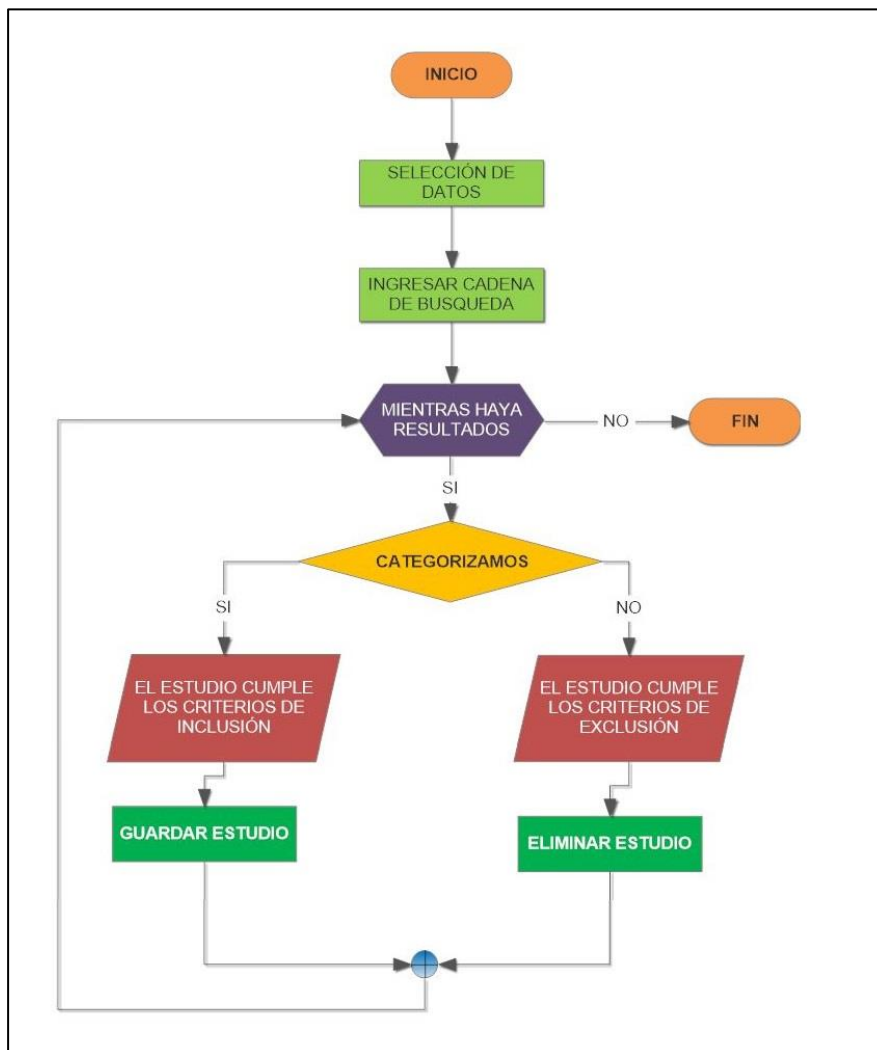 INICIO
SELECCIÓN DE
DATOS
INGRESAR CADENA
DE BUSQUEDA
MIENTRAS HAYA
RESULTADOS
NO
FIN
SI
CATEGORIZAMOS
SI
NO
EL ESTUDIO CUMPLE
LOS CRITERIOS DE
INCLUSIÓN
EL ESTUDIO CUMPLE
LOS CRITERIOS DE
EXCLUSIÓN
GUARDAR ESTUDIO
ELIMINAR ESTUDIO